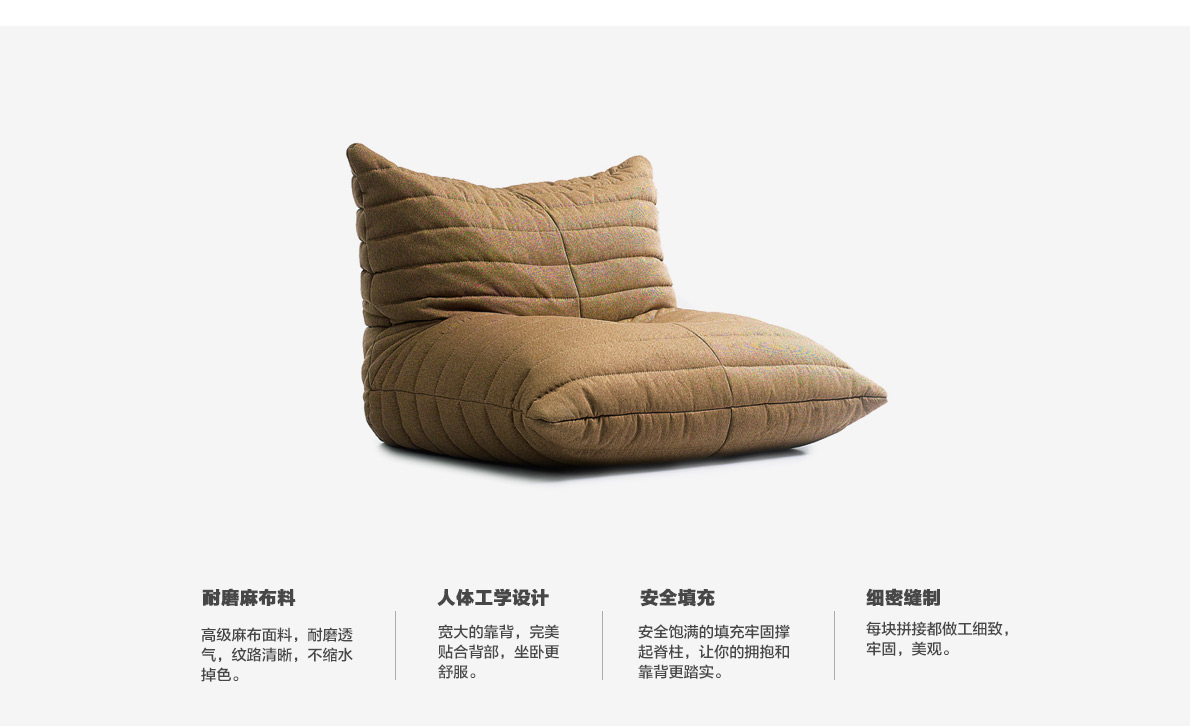 耐磨麻布料
高级麻布面料，耐磨透
气，纹路清晰，不缩水
掉色。
人体工学设计
宽大的靠背，完美
贴合背部，坐卧更
舒服。
安全填充
安全饱满的填充牢固撑
起脊柱，让你的拥抱和
靠背更踏实。
细密缝制
每块拼接都做工细致，
牢固，美观。